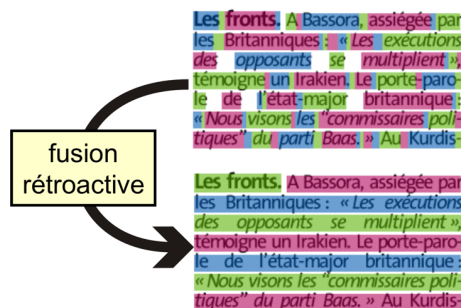 Les fronts. A Bassora, assiégée par
les Britanniques : « Les exécutions
des opposants se multiplient »,
témoigne un Irakien. Le porte-paro-
le de l'état-major britannique :
« Nous visons les "commissaires poli-
tiques" du parti Baas. » Au Kurdis-
fusion
rétroactive
Les fronts. A Bassora, assiégée par
les Britanniques : « Les exécutions
des opposants se multiplient »,
témoigne un Irakien. Le porte-paro-
le de l'état-major britannique :
« Nous visons les "commissaires poli-
tiques" du parti Baas. » Au Kurdis-